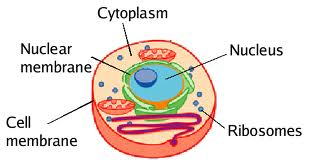 Cytoplasm
Nuclear
membrane
Nucleus
Cell
membrane
Ribosomes